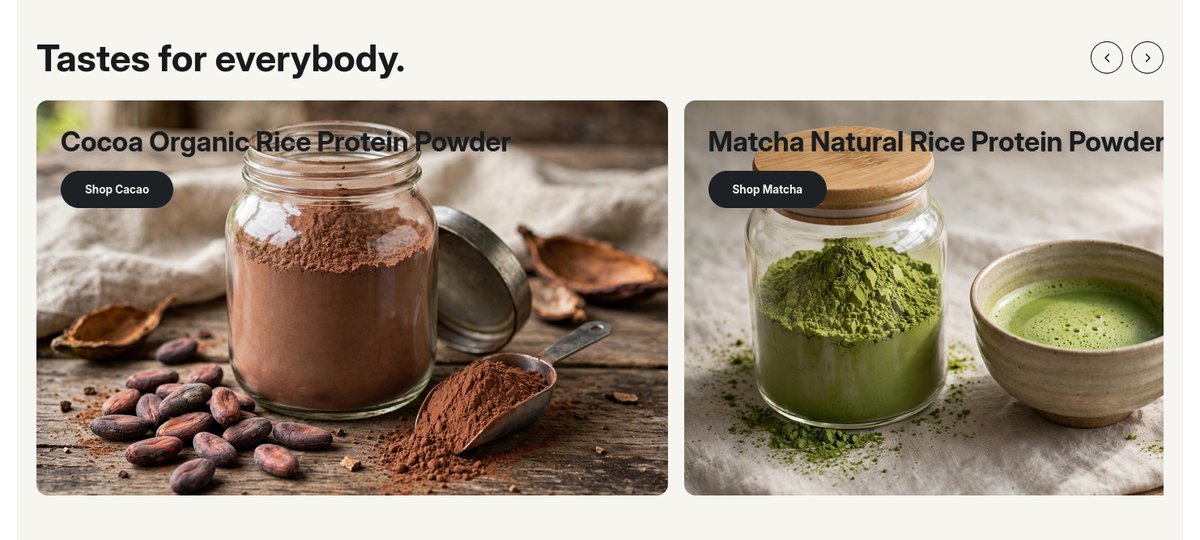 Tastes for everybody.
Cocoa Organic Rice Protein Powder
Shop Cacao
Matcha Natural Rice Protein Powder
Shop Matcha